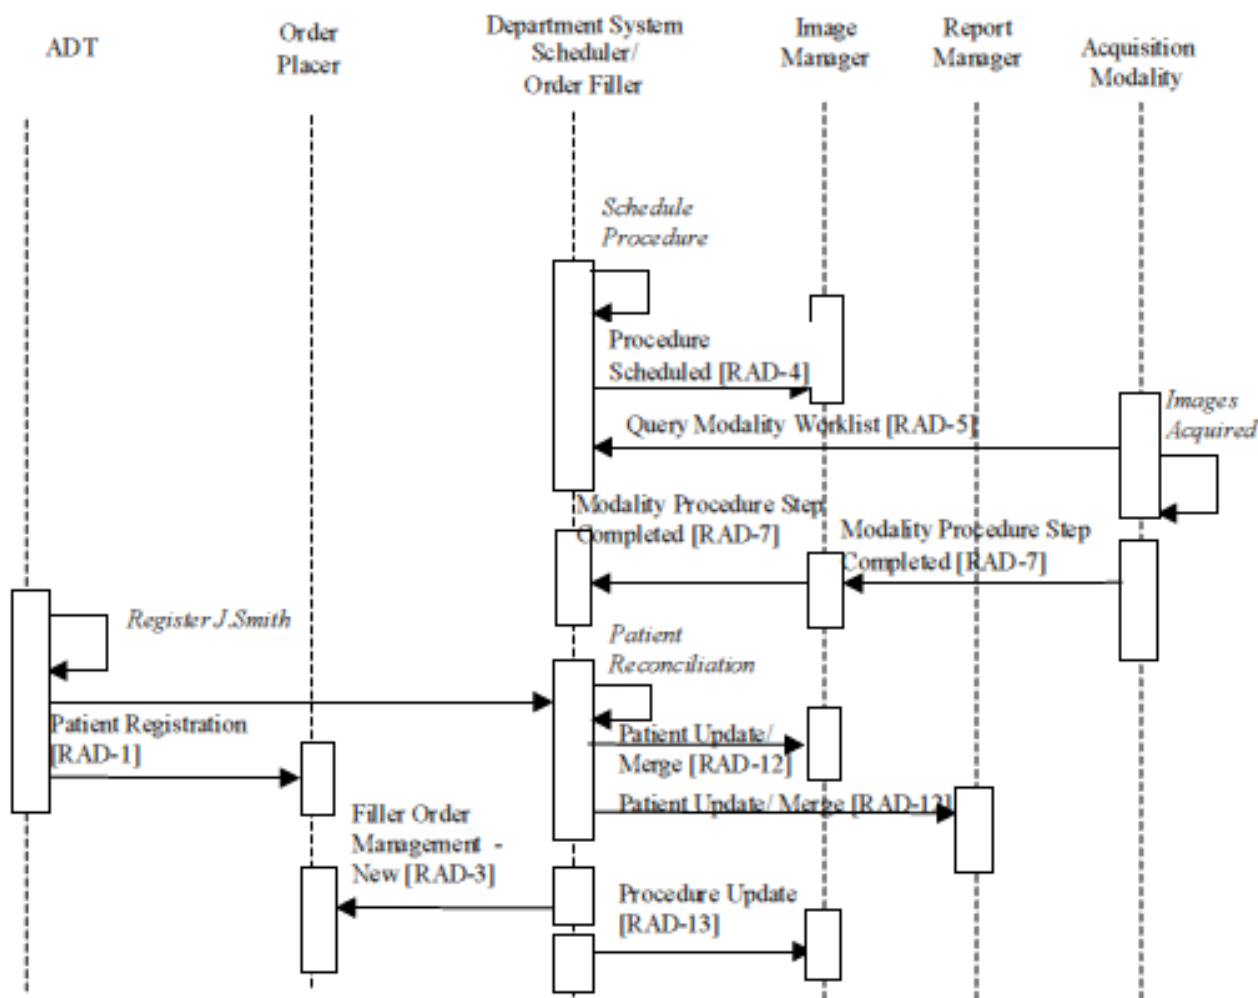 ADT
Order
Placer
Department System
Scheduler/
Order Filler
Image
Manager
Report
Manager
Acquisition
Modality
Schedule
Procedure
Procedure
Scheduled [RAD-4]
Images
Acquired
Query Modality Worklist [RAD-5]
Modality Procedure Step
Completed [RAD-7]
Modality Procedure Step
Completed [RAD-7]
Register J.Smith
Patient
Reconciliation
Patient Registration
[RAD-1]
Patient Update/
Merge [RAD-12]
Patient Update/ Merge [RAD-12]
Filler Order
Management -
New [RAD-3]
Procedure Update
[RAD-13]